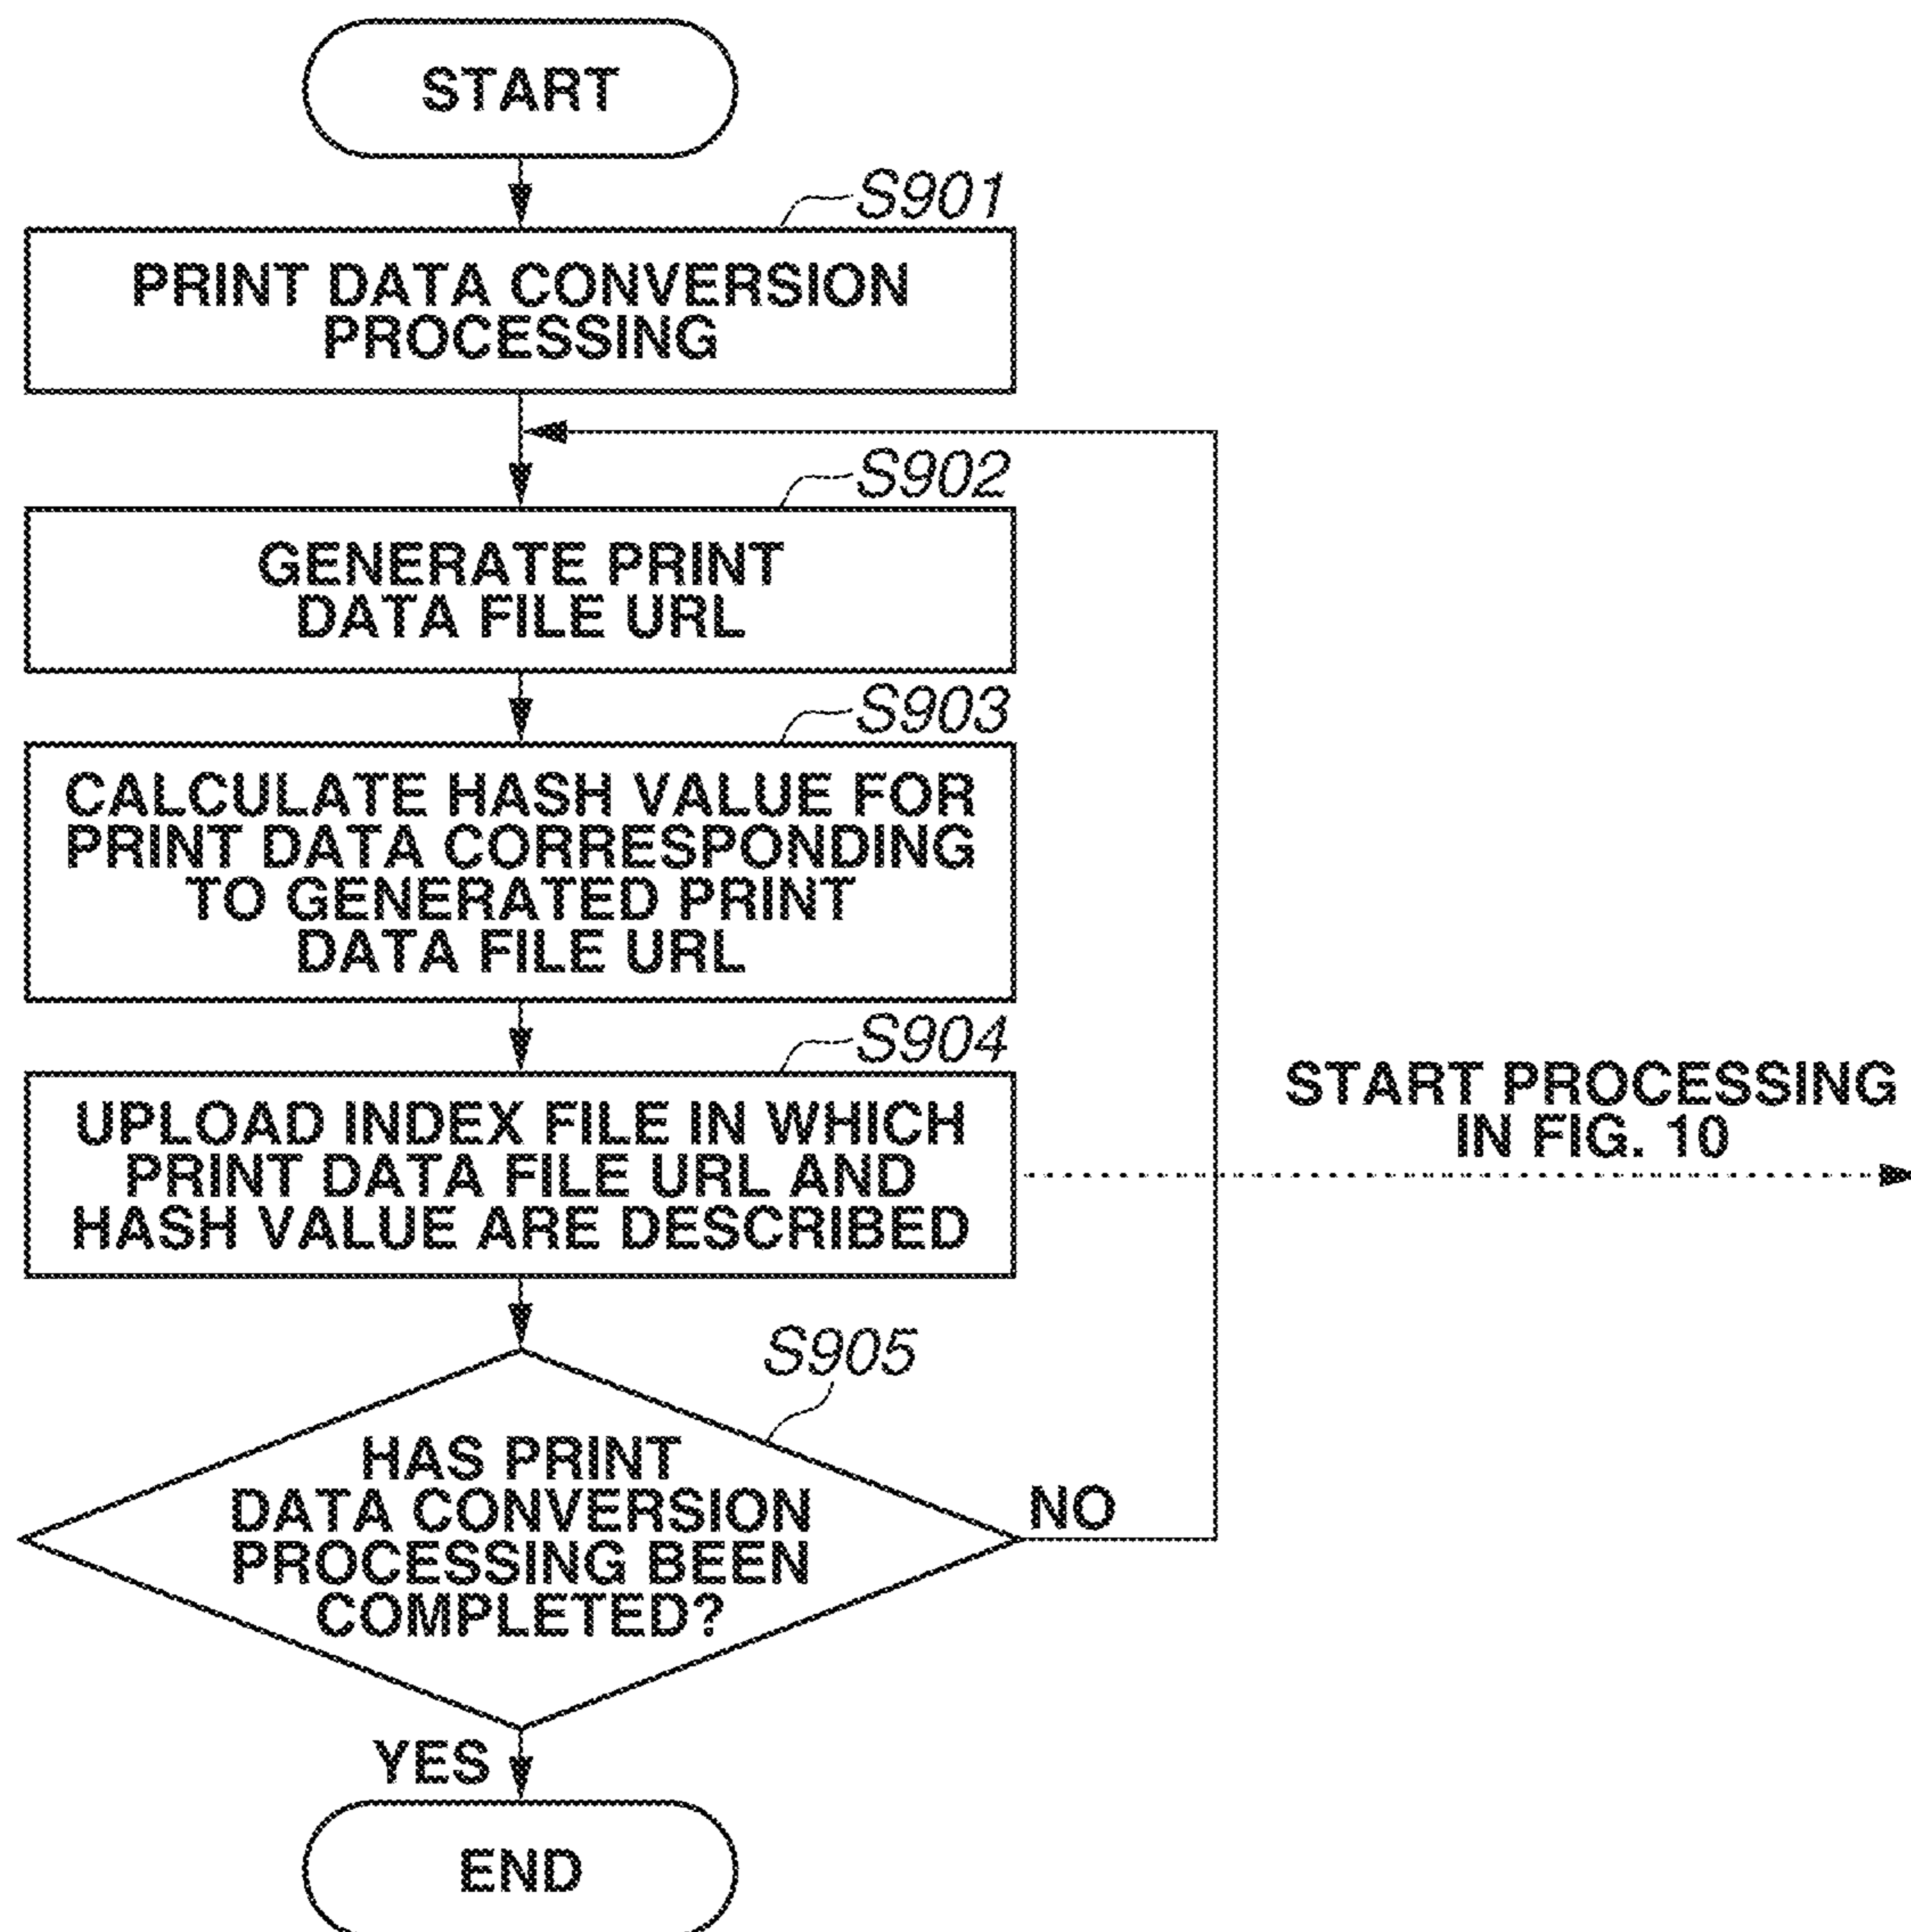 START
S901
PRINT DATA CONVERSION
PROCESSING
S902
GENERATE PRINT
DATA FILE URL
S903
CALCULATE HASH VALUE FOR
PRINT DATA CORRESPONDING
TO GENERATED PRINT
DATA FILE URL
S904
UPLOAD INDEX FILE IN WHICH
PRINT DATA FILE URL AND
HASH VALUE ARE DESCRIBED
START PROCESSING
IN FIG. 10
S905
HAS PRINT
DATA CONVERSION
PROCESSING BEEN
COMPLETED?
NO
YES
END